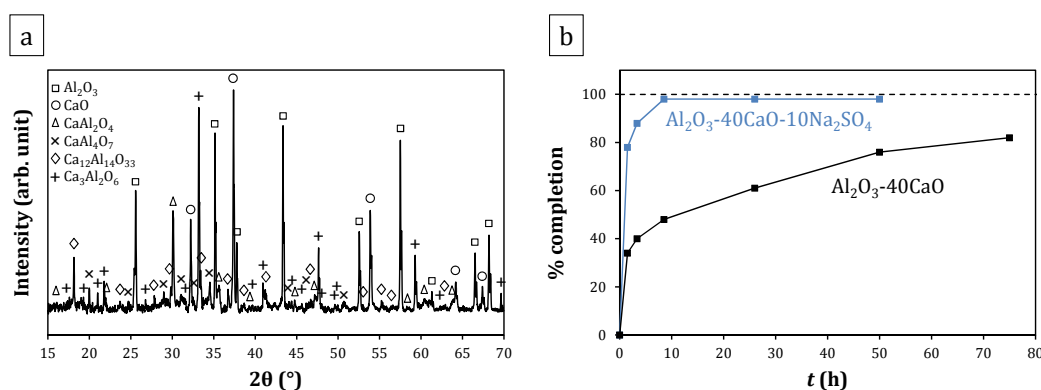 a
Intensity (arb. unit)
□ Al₂O₃
○ CaO
△ CaAl₂O₄
× CaAl₄O₇
◇ Ca₁₂Al₁₄O₃₃
+ Ca₃Al₂O₆
15 20 25 30 35 40 45 50 55 60 65 70
2θ (°)
b
% completion
100
80
60
40
20
0
Al₂O₃-40CaO-10Na₂SO₄
Al₂O₃-40CaO
0 10 20 30 40 50 60 70 80
t (h)